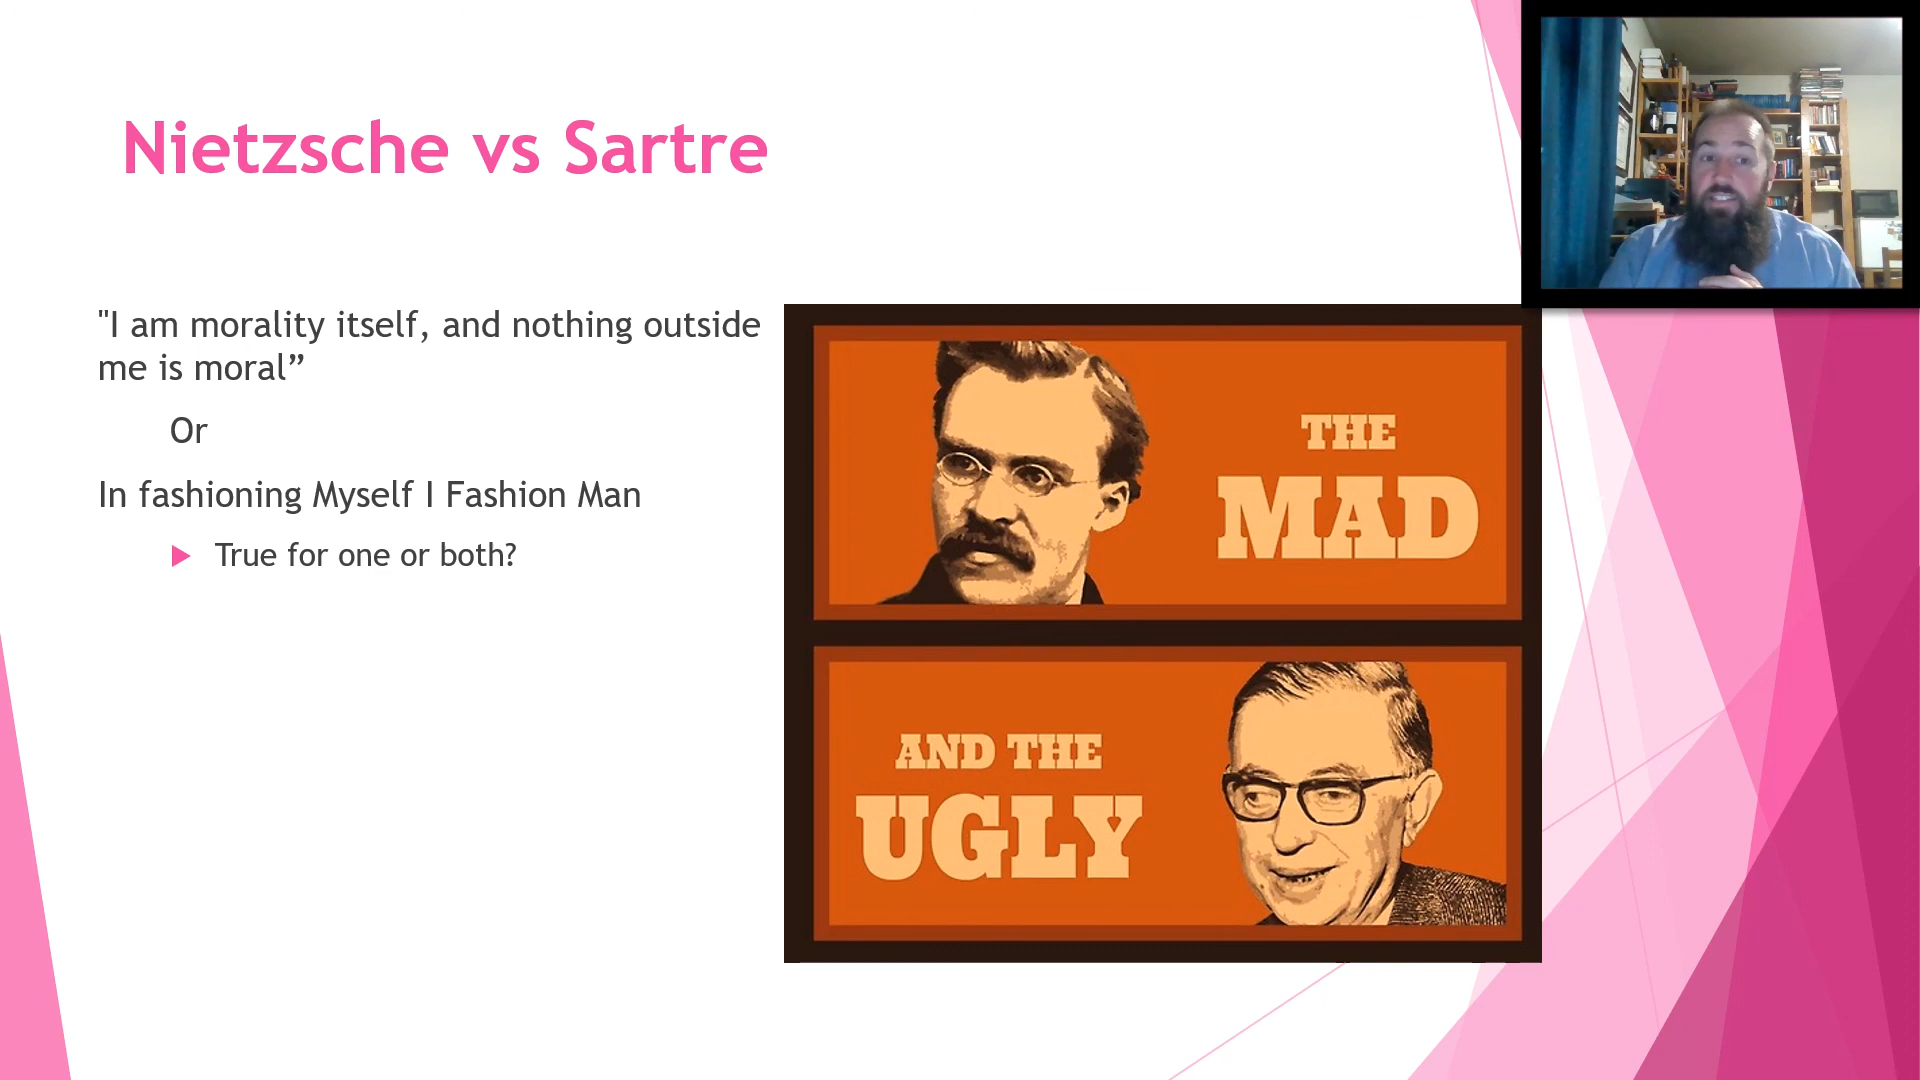 Nietzsche vs Sartre
"I am morality itself, and nothing outside
me is moral”
Or
In fashioning Myself I Fashion Man
True for one or both?
THE
MAD
AND THE
UGLY